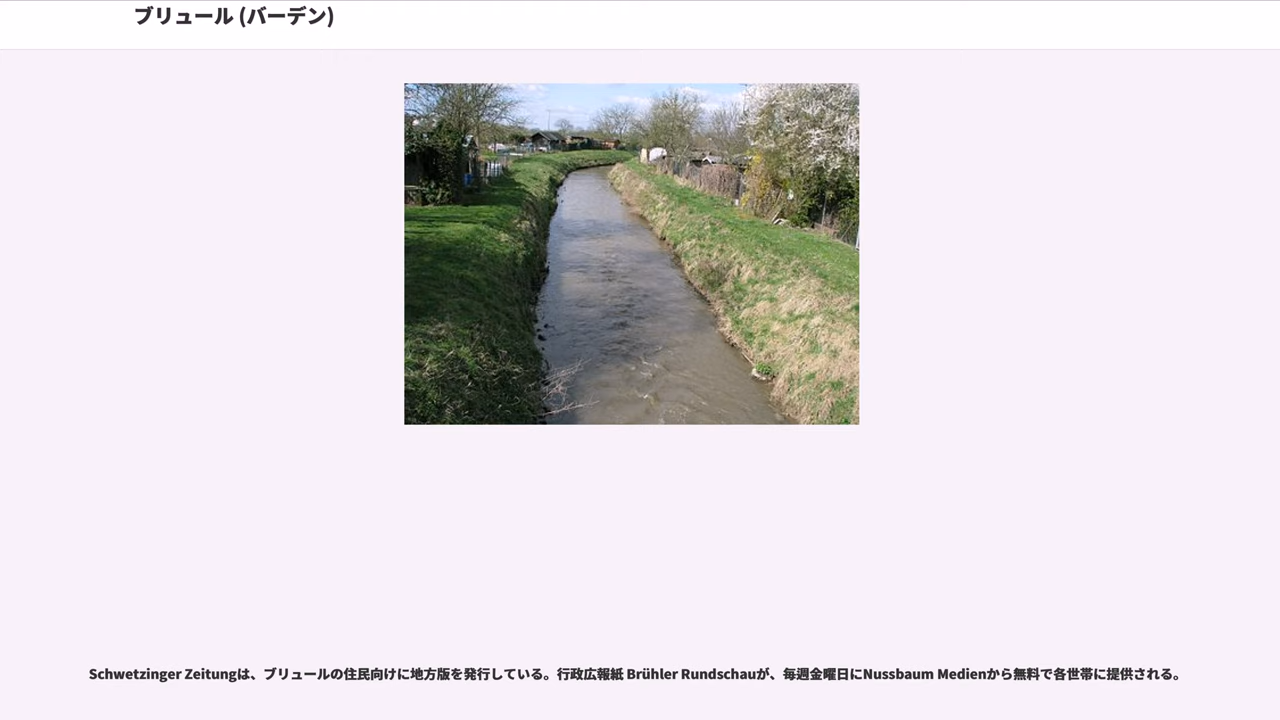 ブリュール (バーデン)
Schwetzinger Zeitungは、ブリュールの住民向けに地方版を発行している。行政広報紙 Brühler Rundschauが、毎週金曜日にNussbaum Medienから無料で各世帯に提供される。